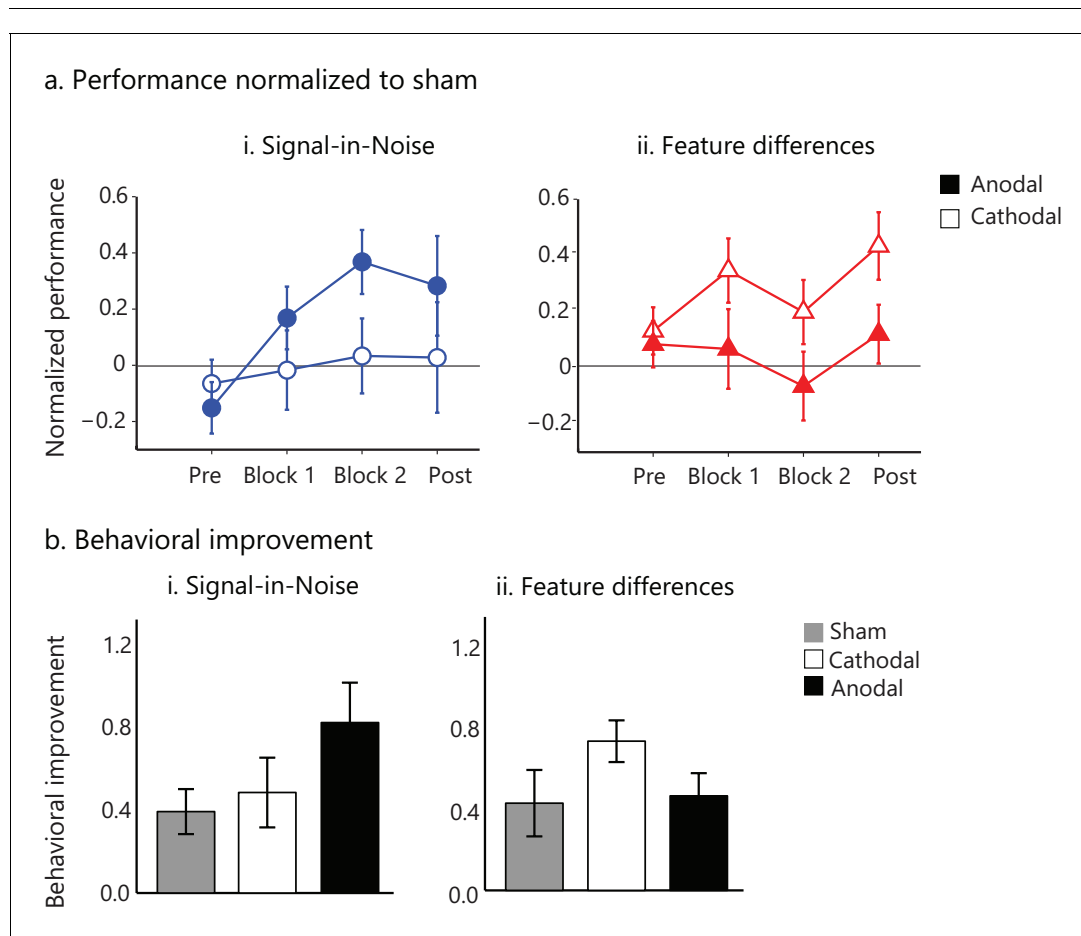 a. Performance normalized to sham
i. Signal-in-Noise
ii. Feature differences
Anodal
Cathodal
Normalized performance
0.6
0.4
0.2
0
−0.2
Pre Block 1 Block 2 Post
0.6
0.4
0.2
0
−0.2
Pre Block 1 Block 2 Post
b. Behavioral improvement
i. Signal-in-Noise
ii. Feature differences
Sham
Cathodal
Anodal
Behavioral improvement
1.2
0.8
0.4
0.0
1.2
0.8
0.4
0.0